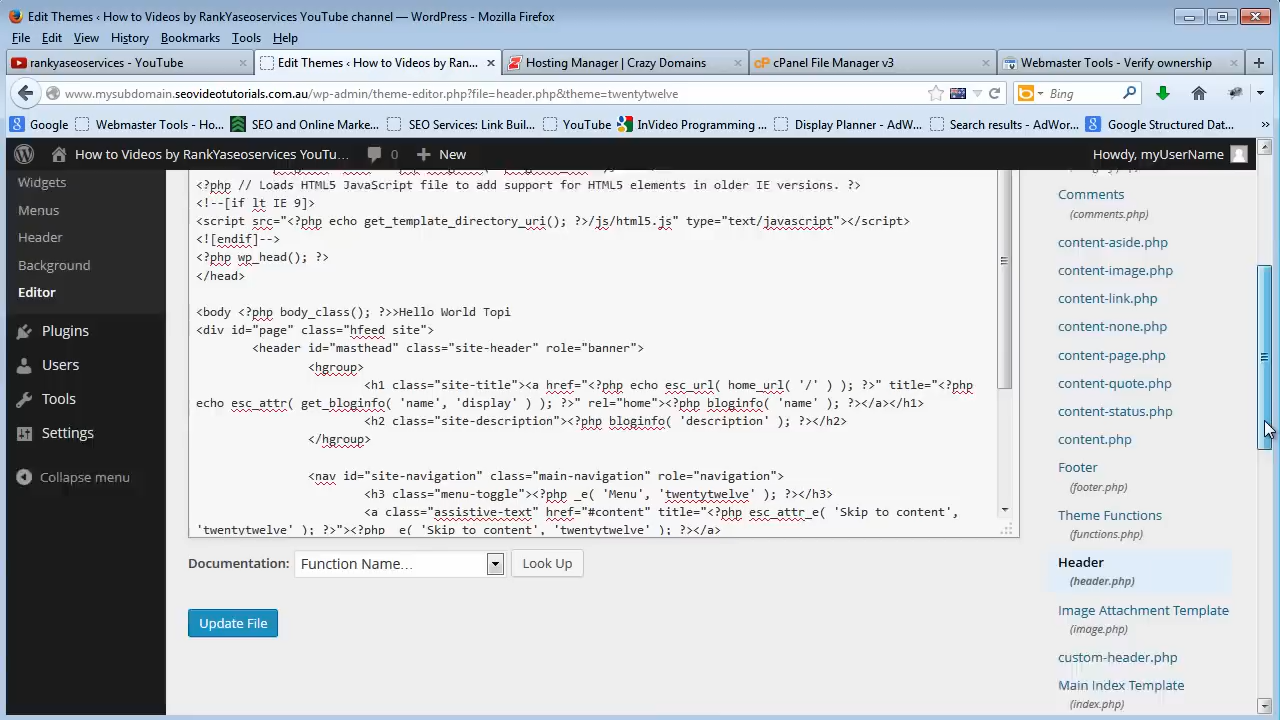 Edit Themes ‹ How to Videos by RankYaseoservices YouTube channel — WordPress - Mozilla Firefox
File Edit View History Bookmarks Tools Help
rankyaseoservices - YouTube
Edit Themes ‹ How to Videos by Ran...
Hosting Manager | Crazy Domains
cPanel File Manager v3
Webmaster Tools - Verify ownership
www.mysubdomain.seovideotutorials.com.au/wp-admin/theme-editor.php?file=header.php&theme=twentytwelve
Bing
Google
Webmaster Tools - Ho...
SEO and Online Marke...
SEO Services: Link Buil...
YouTube
InVideo Programming ...
Display Planner - AdW...
Search results - AdWor...
Google Structured Dat...
How to Videos by RankYaseoservices YouTu...
0
New
Howdy, myUserName
Widgets
Menus
Header
Background
Editor
Plugins
Users
Tools
Settings
Collapse menu
<?php // Loads HTML5 JavaScript file to add support for HTML5 elements in older IE versions. ?>
<!--[if lt IE 9]>
<script src="<?php echo get_template_directory_uri(); ?>/js/html5.js" type="text/javascript"></script>
<![endif]-->
<?php wp_head(); ?>
</head>
<body <?php body_class(); ?>>Hello World Topi
<div id="page" class="hfeed site">
<header id="masthead" class="site-header" role="banner">
<hgroup>
<h1 class="site-title"><a href="<?php echo esc_url( home_url( '/' ) ); ?>" title="<?php
echo esc_attr( get_bloginfo( 'name', 'display' ) ); ?>" rel="home"><?php bloginfo( 'name' ); ?></a></h1>
<h2 class="site-description"><?php bloginfo( 'description' ); ?></h2>
</hgroup>
<nav id="site-navigation" class="main-navigation" role="navigation">
<h3 class="menu-toggle"><?php _e( 'Menu', 'twentytwelve' ); ?></h3>
<a class="assistive-text" href="#content" title="<?php esc_attr_e( 'Skip to content',
'twentytwelve' ); ?>"><?php _e( 'Skip to content', 'twentytwelve' ); ?></a>
Documentation:
Function Name...
Look Up
Update File
Comments
(comments.php)
content-aside.php
content-image.php
content-link.php
content-none.php
content-page.php
content-quote.php
content-status.php
content.php
Footer
(footer.php)
Theme Functions
(functions.php)
Header
(header.php)
Image Attachment Template
(image.php)
custom-header.php
Main Index Template
(index.php)